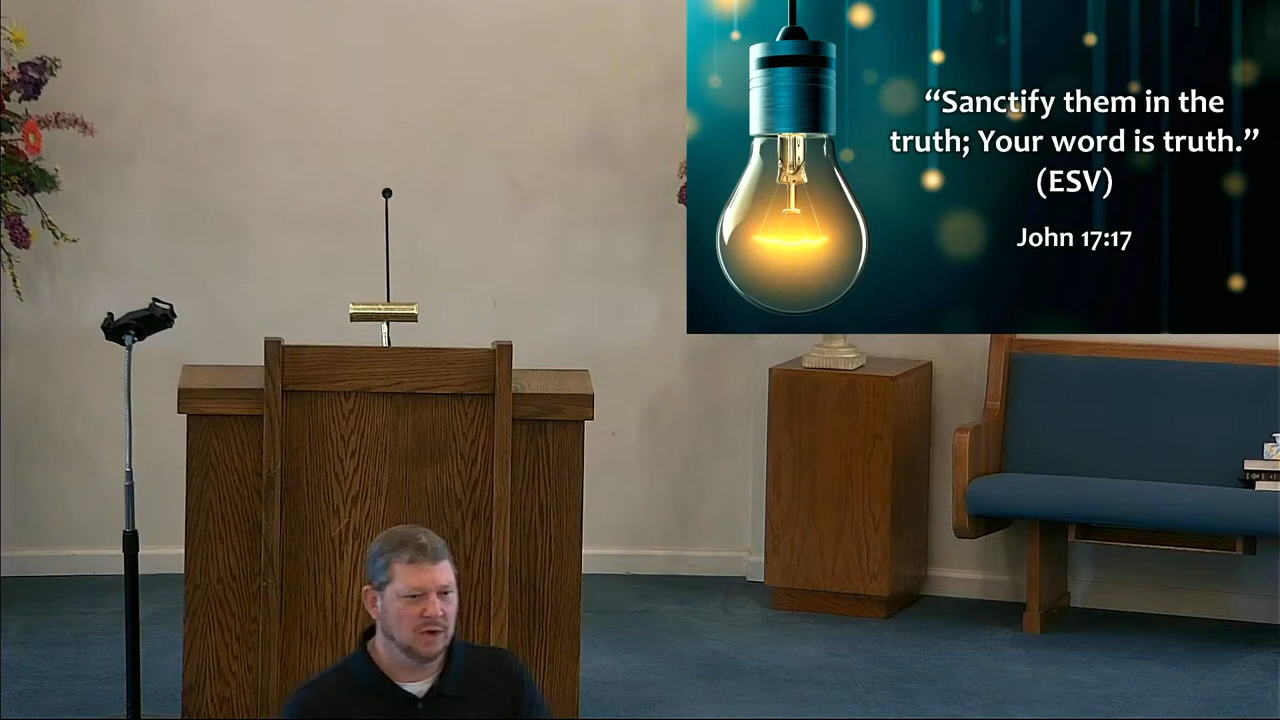 “Sanctify them in the
truth; Your word is truth.”
(ESV)
John 17:17